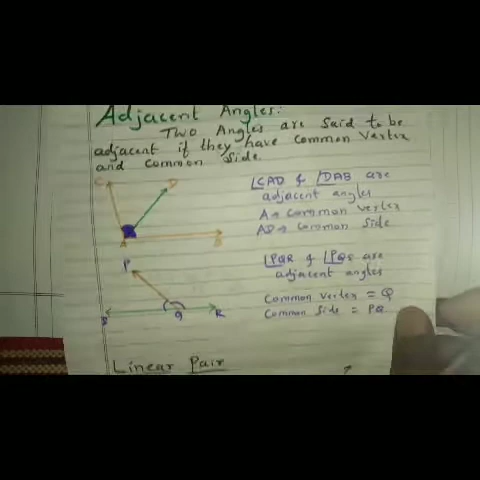 Adjacent Angles:
Two Angles are said to be
adjacent if they have common vertex
and common side.
C D
A B
∠CAD & ∠DAB are
adjacent angles
A → common vertex
AD → common side
P
S Q R
∠PQR & ∠PQS are
adjacent angles
Common vertex = Q
Common side = PQ
Linear Pair